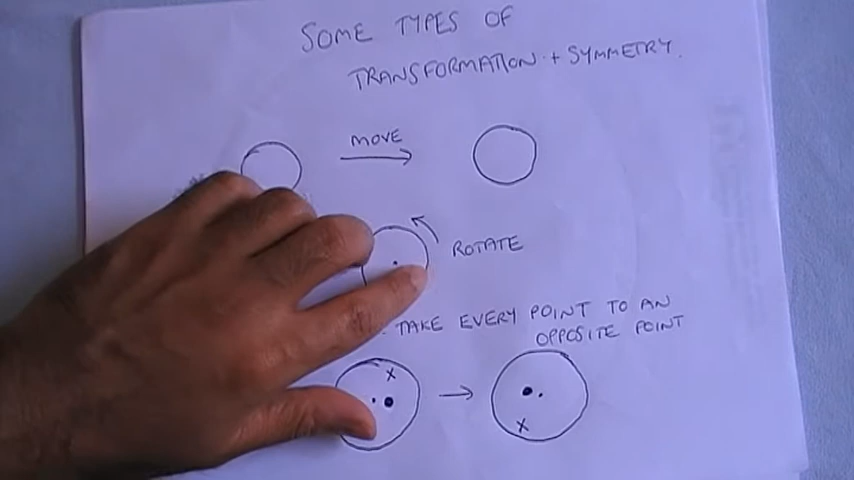 SOME TYPES OF
TRANSFORMATION + SYMMETRY.
MOVE
ROTATE
TAKE EVERY POINT TO AN
OPPOSITE POINT
X
X